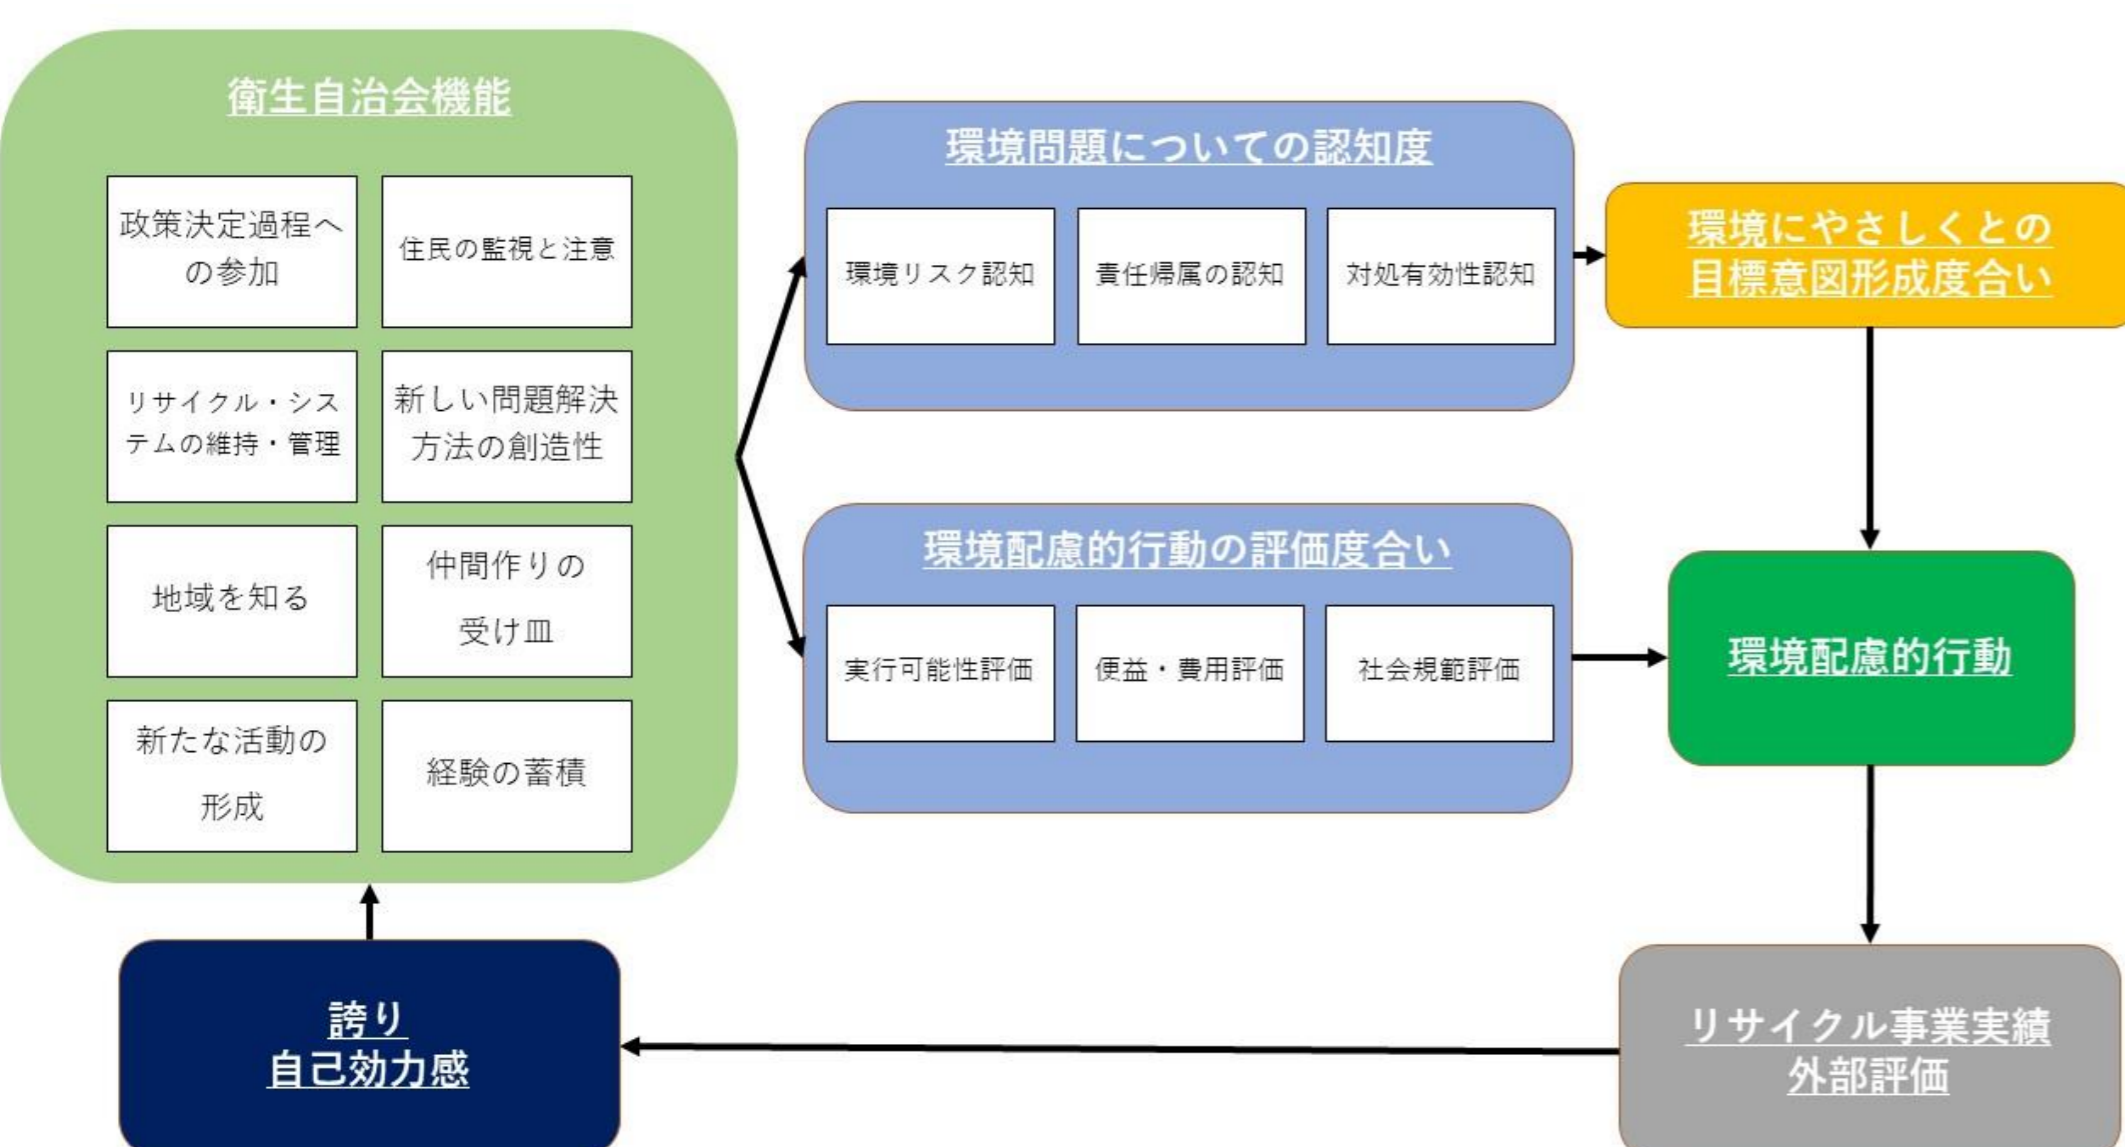 衛生自治会機能
政策決定過程へ
の参加
住民の監視と注意
リサイクル・シス
テムの維持・管理
新しい問題解決
方法の創造性
地域を知る
仲間作りの
受け皿
新たな活動の
形成
経験の蓄積
環境問題についての認知度
環境リスク認知
責任帰属の認知
対処有効性認知
環境にやさしくとの
目標意図形成度合い
環境配慮的行動の評価度合い
実行可能性評価
便益・費用評価
社会規範評価
環境配慮的行動
誇り
自己効力感
リサイクル事業実績
外部評価